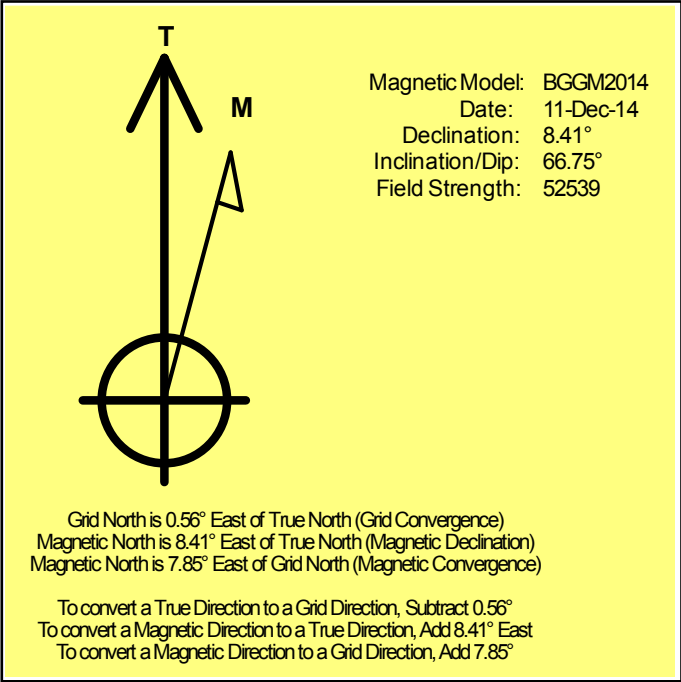 T
M
Magnetic Model: BGGM2014
Date: 11-Dec-14
Declination: 8.41°
Inclination/Dip: 66.75°
Field Strength: 52539
Grid North is 0.56° East of True North (Grid Convergence)
Magnetic North is 8.41° East of True North (Magnetic Declination)
Magnetic North is 7.85° East of Grid North (Magnetic Convergence)
To convert a True Direction to a Grid Direction, Subtract 0.56°
To convert a Magnetic Direction to a True Direction, Add 8.41° East
To convert a Magnetic Direction to a Grid Direction, Add 7.85°